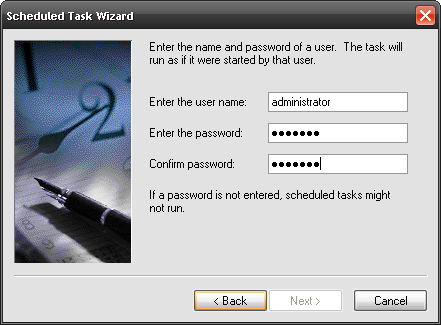 Scheduled Task Wizard
Enter the name and password of a user. The task will
run as if it were started by that user.
Enter the user name: administrator
Enter the password: ●●●●●●●
Confirm password: ●●●●●●●
If a password is not entered, scheduled tasks might
not run.
< Back Next > Cancel